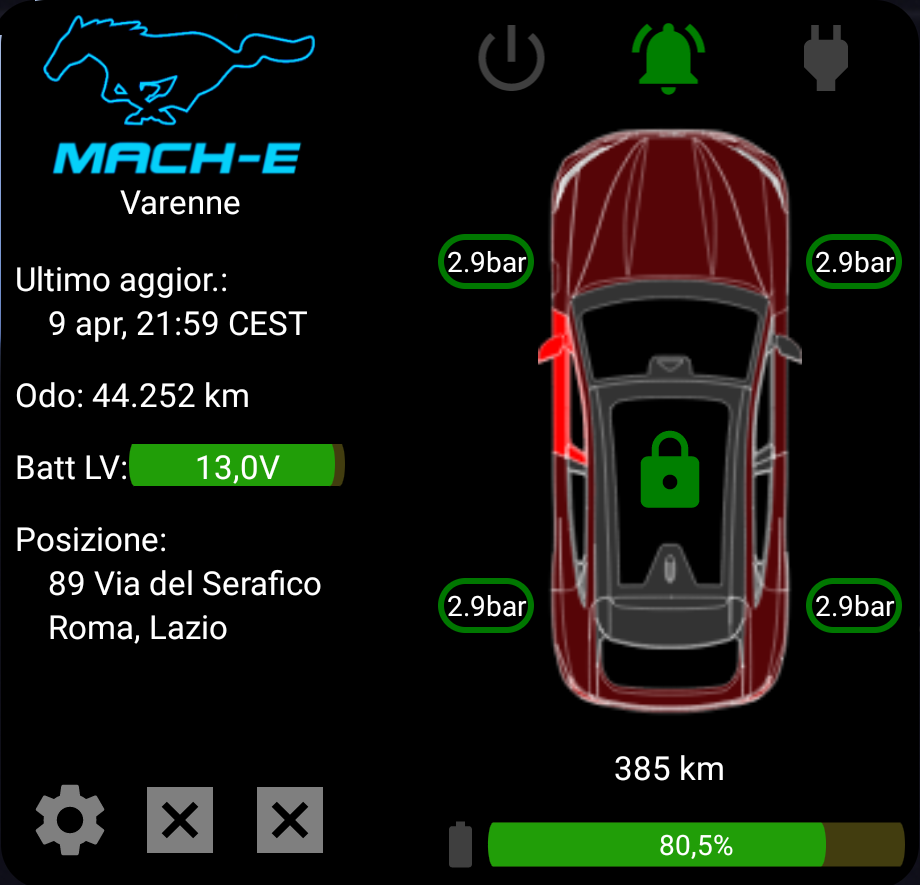 MACH-E
Varenne
Ultimo aggior.:
9 apr, 21:59 CEST
Odo: 44.252 km
Batt LV: 13,0V
Posizione:
89 Via del Serafico
Roma, Lazio
2.9bar
2.9bar
2.9bar
2.9bar
385 km
80,5%